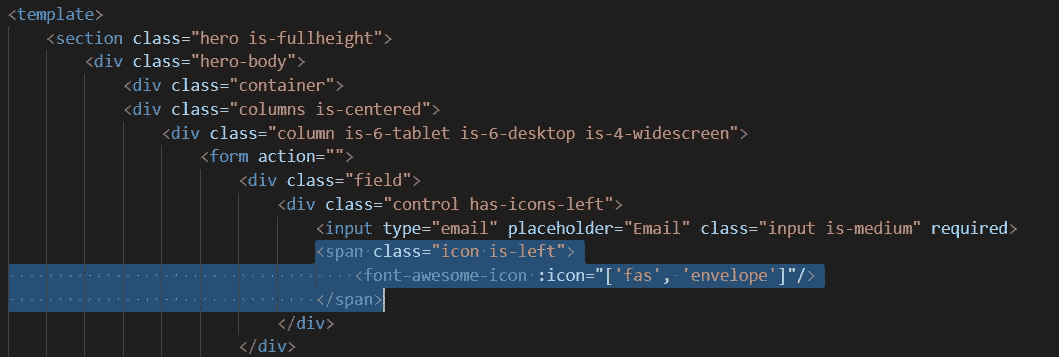 <template>
<section class="hero is-fullheight">
<div class="hero-body">
<div class="container">
<div class="columns is-centered">
<div class="column is-6-tablet is-6-desktop is-4-widescreen">
<form action="">
<div class="field">
<div class="control has-icons-left">
<input type="email" placeholder="Email" class="input is-medium" required>
<span class="icon is-left">
<font-awesome-icon :icon="['fas', 'envelope']"/>
</span>
</div>
</div>